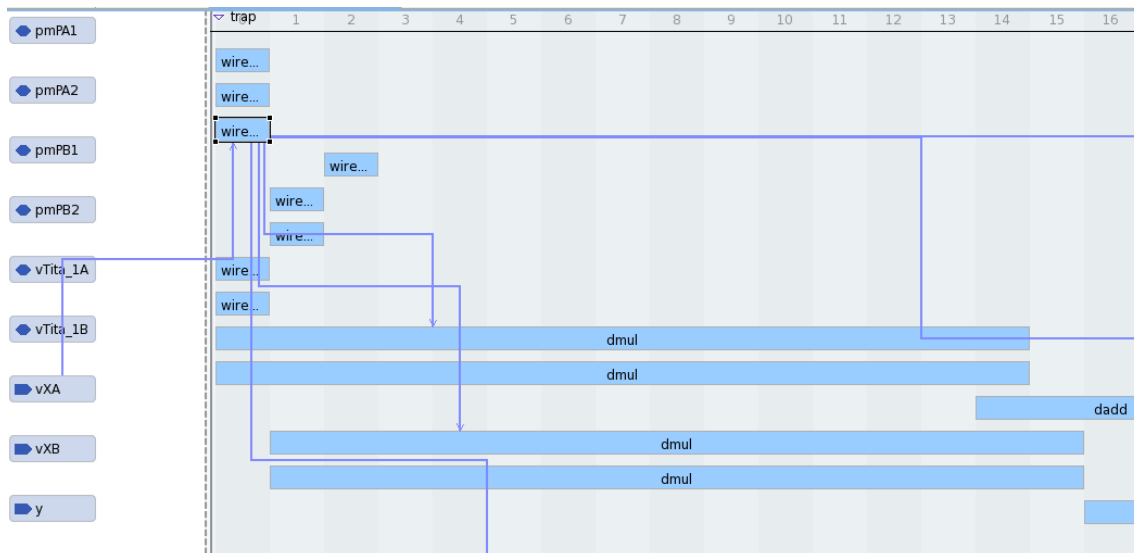 trap
1 2 3 4 5 6 7 8 9 10 11 12 13 14 15 16
pmPA1
wire...
pmPA2
wire...
wire...
pmPB1
wire...
wire...
pmPB2
wire...
vTita_1A
wire...
wire...
vTita_1B
dmul
dmul
vXA
dadd
dmul
vXB
dmul
y